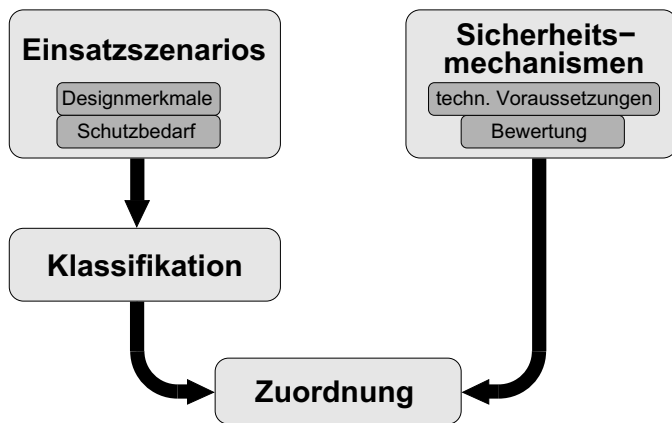 Einsatzszenarios
Designmerkmale
Schutzbedarf
Sicherheits−
mechanismen
techn. Voraussetzungen
Bewertung
Klassifikation
Zuordnung